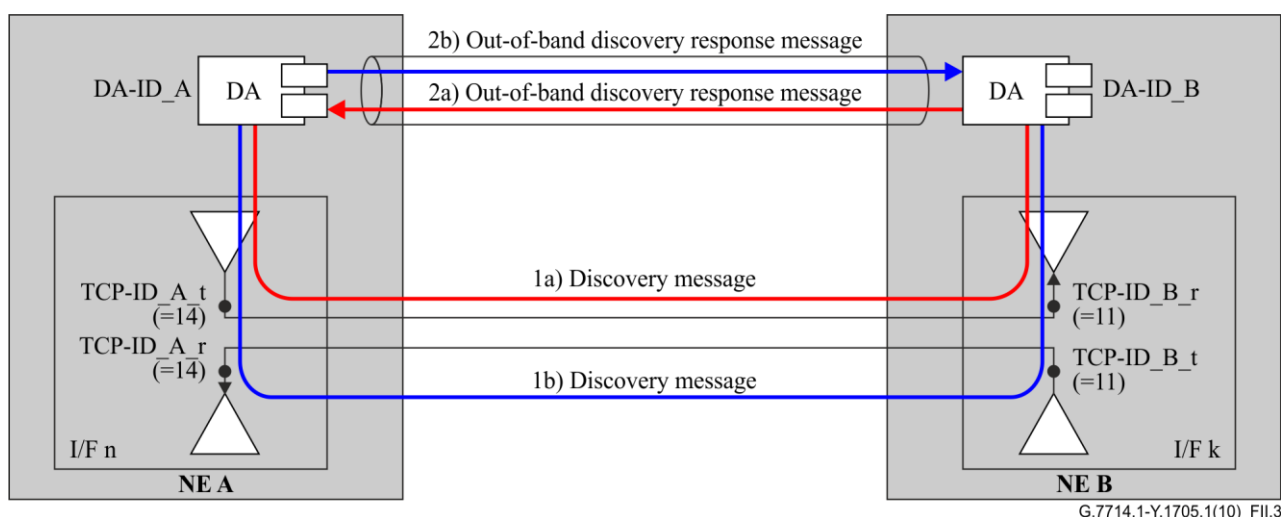 2b) Out-of-band discovery response message
DA-ID_A
DA
2a) Out-of-band discovery response message
DA
DA-ID_B
1a) Discovery message
TCP-ID_A_t
(=14)
TCP-ID_B_r
(=11)
TCP-ID_A_r
(=14)
TCP-ID_B_t
(=11)
1b) Discovery message
I/F n
I/F k
NE A
NE B
G.7714.1-Y.1705.1(10)_FII.3